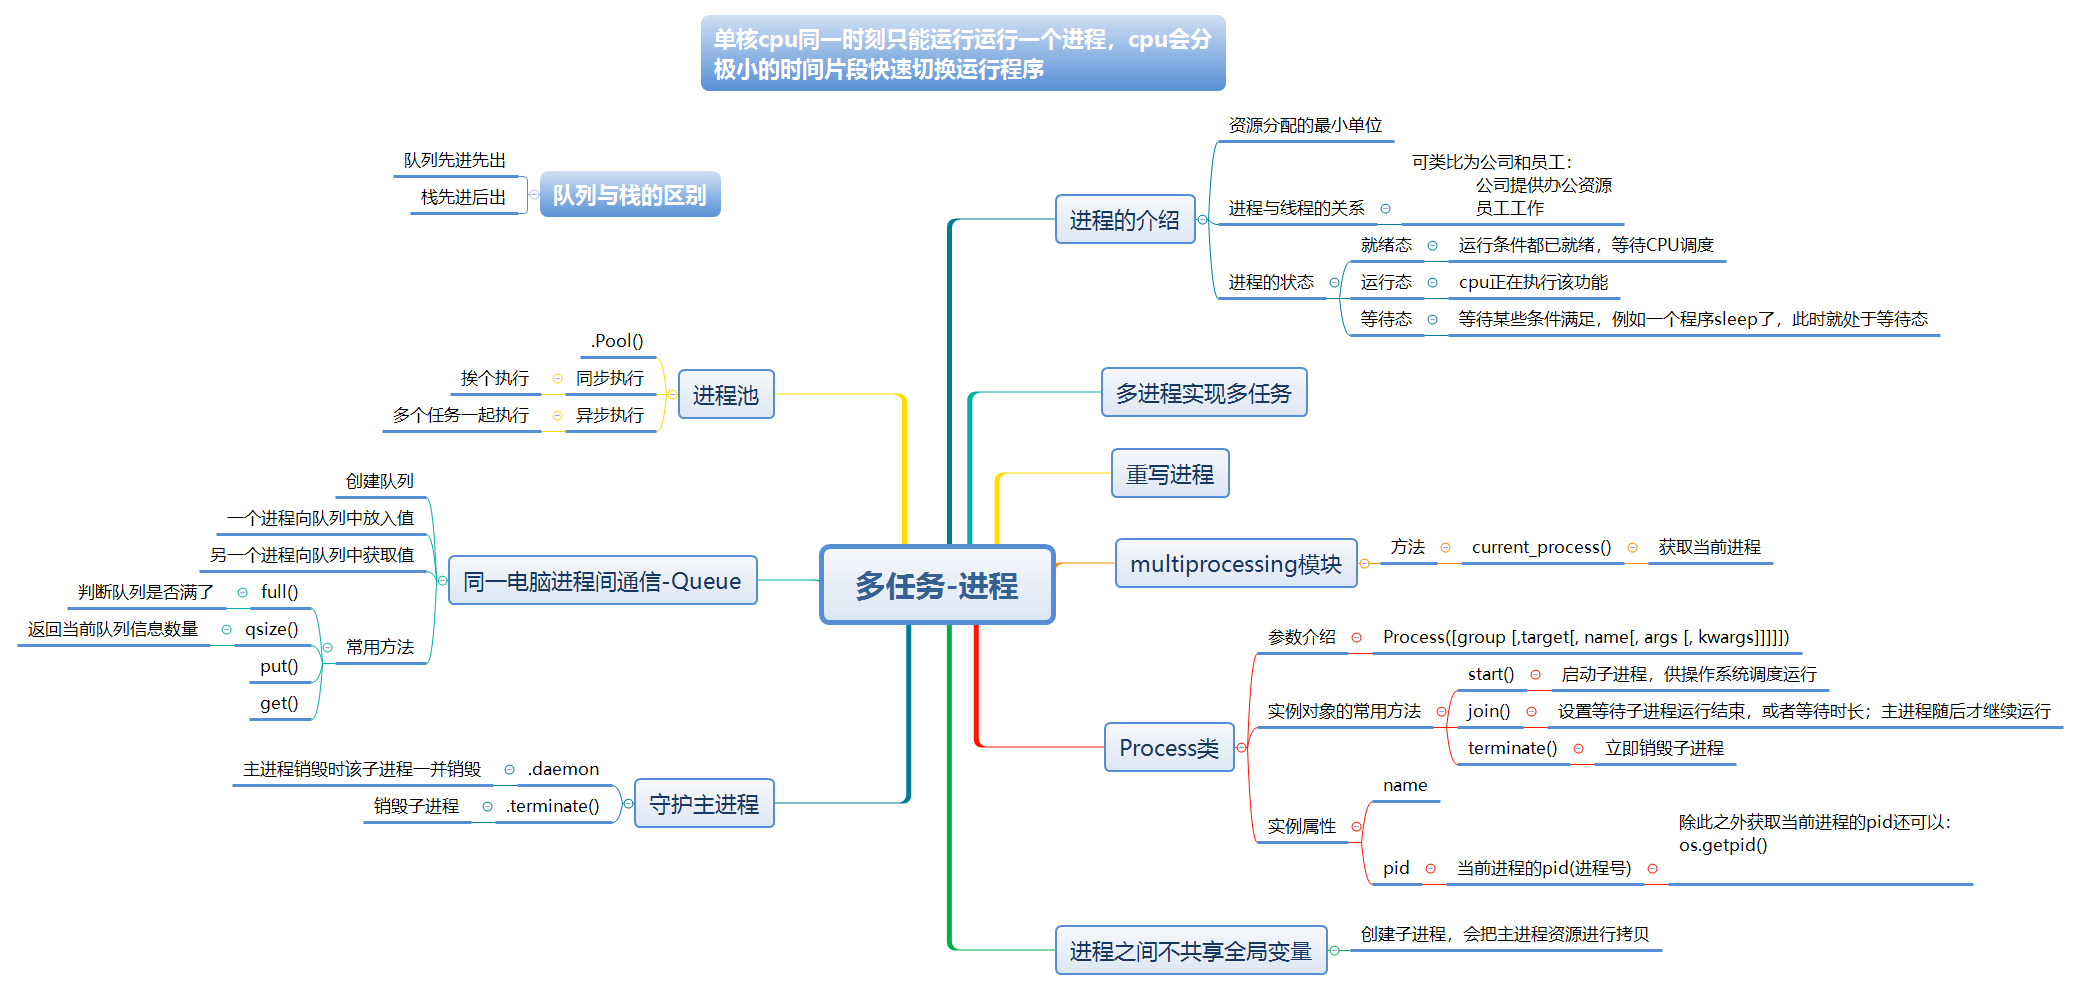 单核cpu同一时刻只能运行运行一个进程，cpu会分
极小的时间片段快速切换运行程序
队列与栈的区别
队列先进先出
栈先进后出
多任务-进程
进程的介绍
资源分配的最小单位
进程与线程的关系
可类比为公司和员工：
公司提供办公资源
员工工作
进程的状态
就绪态
运行条件都已就绪，等待CPU调度
运行态
cpu正在执行该功能
等待态
等待某些条件满足，例如一个程序sleep了，此时就处于等待态
多进程实现多任务
重写进程
multiprocessing模块
方法
current_process()
获取当前进程
Process类
参数介绍
Process([group [,target[, name[, args [, kwargs]]]]])
实例对象的常用方法
start()
启动子进程，供操作系统调度运行
join()
设置等待子进程运行结束，或者等待时长；主进程随后才继续运行
terminate()
立即销毁子进程
实例属性
name
pid
当前进程的pid(进程号)
除此之外获取当前进程的pid还可以：
os.getpid()
进程之间不共享全局变量
创建子进程，会把主进程资源进行拷贝
进程池
.Pool()
同步执行
挨个执行
异步执行
多个任务一起执行
同一电脑进程间通信-Queue
创建队列
一个进程向队列中放入值
另一个进程向队列中获取值
常用方法
full()
判断队列是否满了
qsize()
返回当前队列信息数量
put()
get()
守护主进程
.daemon
主进程销毁时该子进程一并销毁
.terminate()
销毁子进程